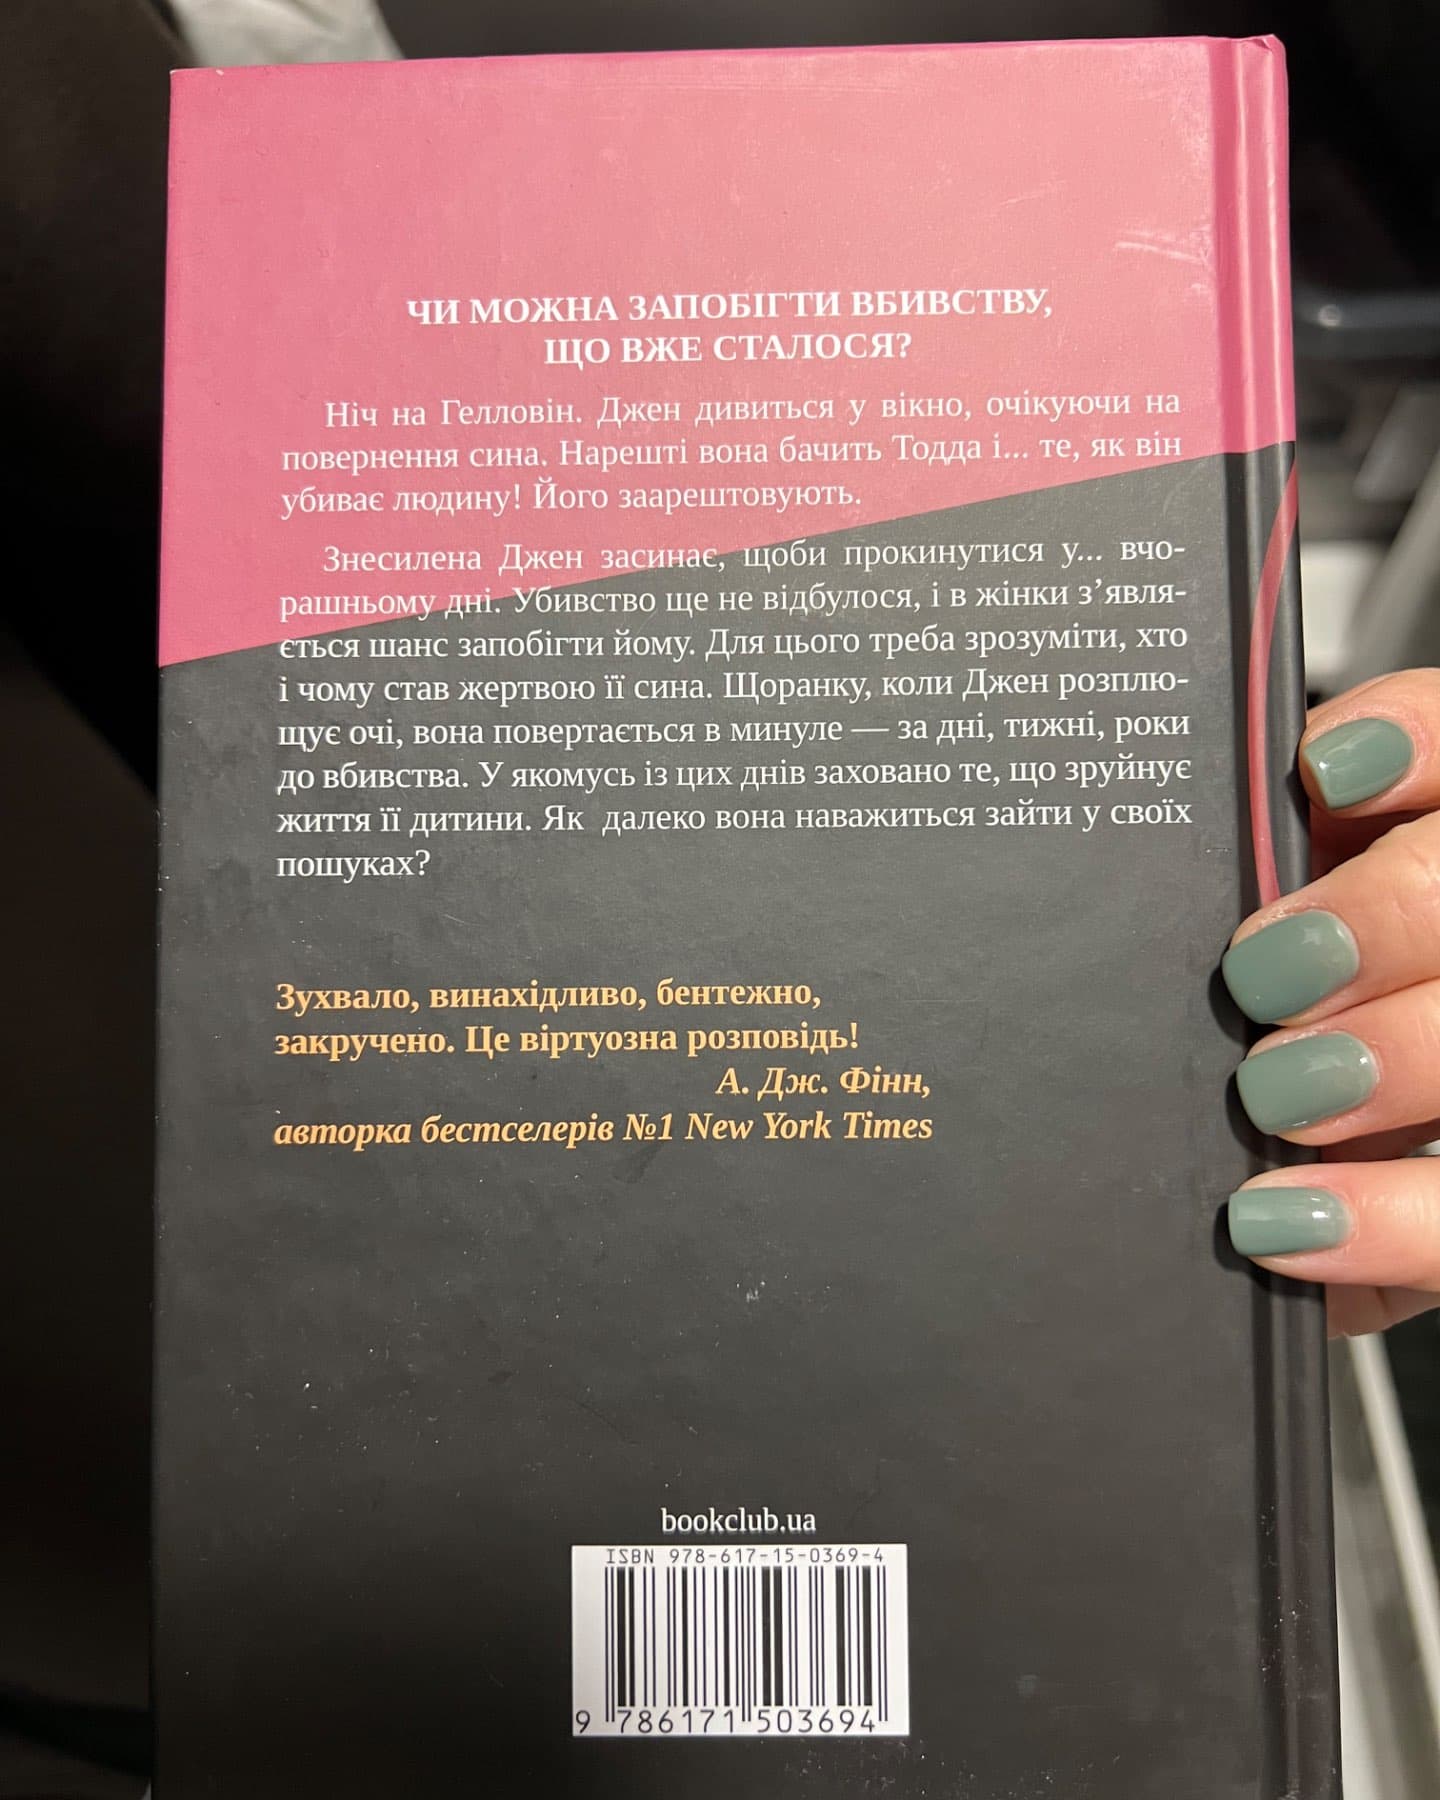 ЧИ МОЖНА ЗАПОБІГТИ ВБИВСТВУ,
ЩО ВЖЕ СТАЛОСЯ?
Ніч на Гелловін. Джен дивиться у вікно, очікуючи на
повернення сина. Нарешті вона бачить Тодда і... те, як він
убиває людину! Його заарештовують.
Знесилена Джен засинає, щоби прокинутися у... вчо-
рашньому дні. Убивство ще не відбулося, і в жінки з’явля-
ється шанс запобігти йому. Для цього треба зрозуміти, хто
і чому став жертвою її сина. Щоранку, коли Джен розплю-
щує очі, вона повертається в минуле — за дні, тижні, роки
до вбивства. У якомусь із цих днів заховано те, що зруйнує
життя її дитини. Як далеко вона наважиться зайти у своїх
пошуках?
Зухвало, винахідливо, бентежно,
закручено. Це віртуозна розповідь!
А. Дж. Фінн,
авторка бестселерів №1 New York Times
bookclub.ua
ISBN 978-617-15-0369-4
9 786171 503694